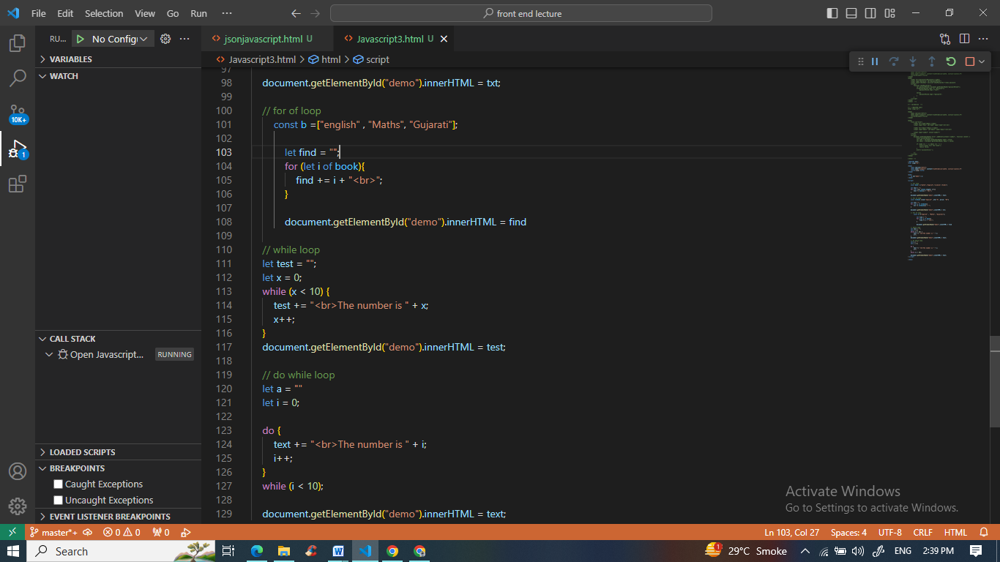 File Edit Selection View Go Run ··· front end lecture
RU... No Config ···
VARIABLES
WATCH
CALL STACK
Open Javascript... RUNNING
LOADED SCRIPTS
BREAKPOINTS
Caught Exceptions
Uncaught Exceptions
EVENT LISTENER BREAKPOINTS
10K+
1
jsonjavascript.html U Javascript3.html U
Javascript3.html > html > script
97
98 document.getElementById("demo").innerHTML = txt;
99
100 // for of loop
101 const b =["english" , "Maths", "Gujarati"];
102
103 let find = "";
104 for (let i of book){
105 find += i + "<br>";
106 }
107
108 document.getElementById("demo").innerHTML = find
109
110 // while loop
111 let test = "";
112 let x = 0;
113 while (x < 10) {
114 test += "<br>The number is " + x;
115 x++;
116 }
117 document.getElementById("demo").innerHTML = test;
118
119 // do while loop
120 let a = ""
121 let i = 0;
122
123 do {
124 text += "<br>The number is " + i;
125 i++;
126 }
127 while (i < 10);
128
129 document.getElementById("demo").innerHTML = text;
Activate Windows
Go to Settings to activate Windows.
master*+ 0 0 0 Ln 103, Col 27 Spaces: 4 UTF-8 CRLF HTML
Search 1 29°C Smoke ENG 2:39 PM